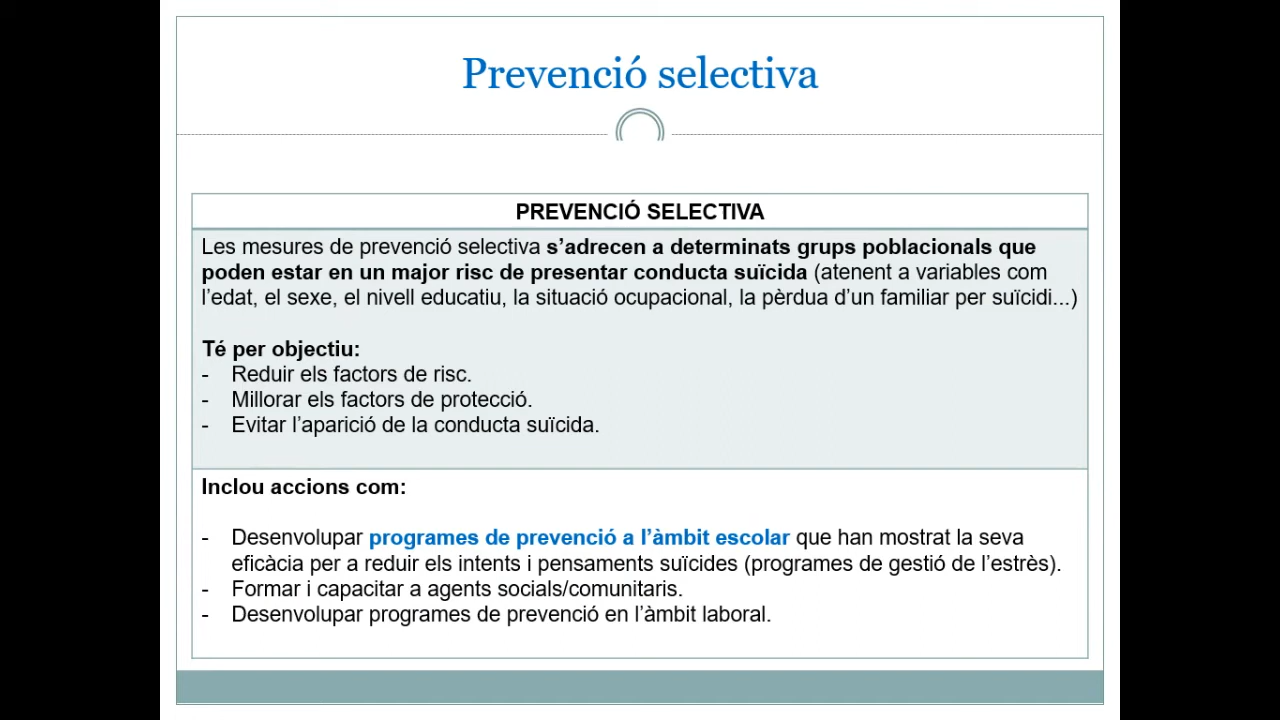 Prevenció selectiva
PREVENCIÓ SELECTIVA
Les mesures de prevenció selectiva s’adrecen a determinats grups poblacionals que
poden estar en un major risc de presentar conducta suïcida (atenent a variables com
l’edat, el sexe, el nivell educatiu, la situació ocupacional, la pèrdua d’un familiar per suïcidi...)
Té per objectiu:
- Reduir els factors de risc.
- Millorar els factors de protecció.
- Evitar l’aparició de la conducta suïcida.
Inclou accions com:
- Desenvolupar programes de prevenció a l’àmbit escolar que han mostrat la seva
eficàcia per a reduir els intents i pensaments suïcides (programes de gestió de l’estrès).
- Formar i capacitar a agents socials/comunitaris.
- Desenvolupar programes de prevenció en l’àmbit laboral.